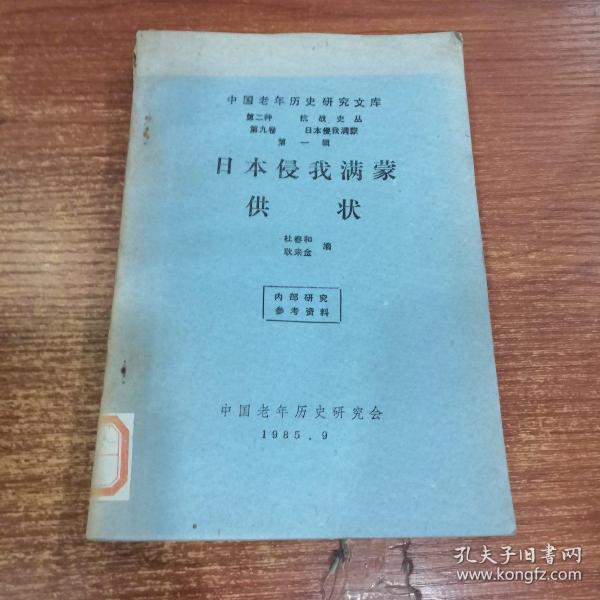 中国老年历史研究文库
第二种 抗战史丛
第九卷 日本侵我满蒙
第一辑
日本侵我满蒙
供状
杜春和
耿来金 编
内部研究
参考资料
中国老年历史研究会
1985.9
孔夫子旧书网
www.kongfz.com